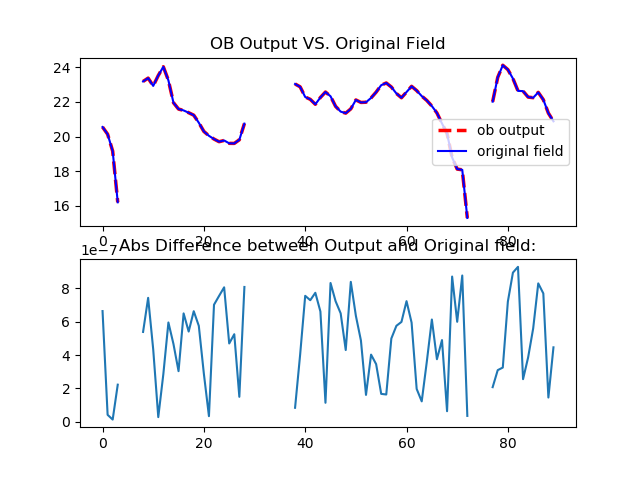 OB Output VS. Original Field
24
22
20
18
16
ob output
original field
0 20 40 60 80
1e−7
Abs Difference between Output and Original field:
8
6
4
2
0
0 20 40 60 80